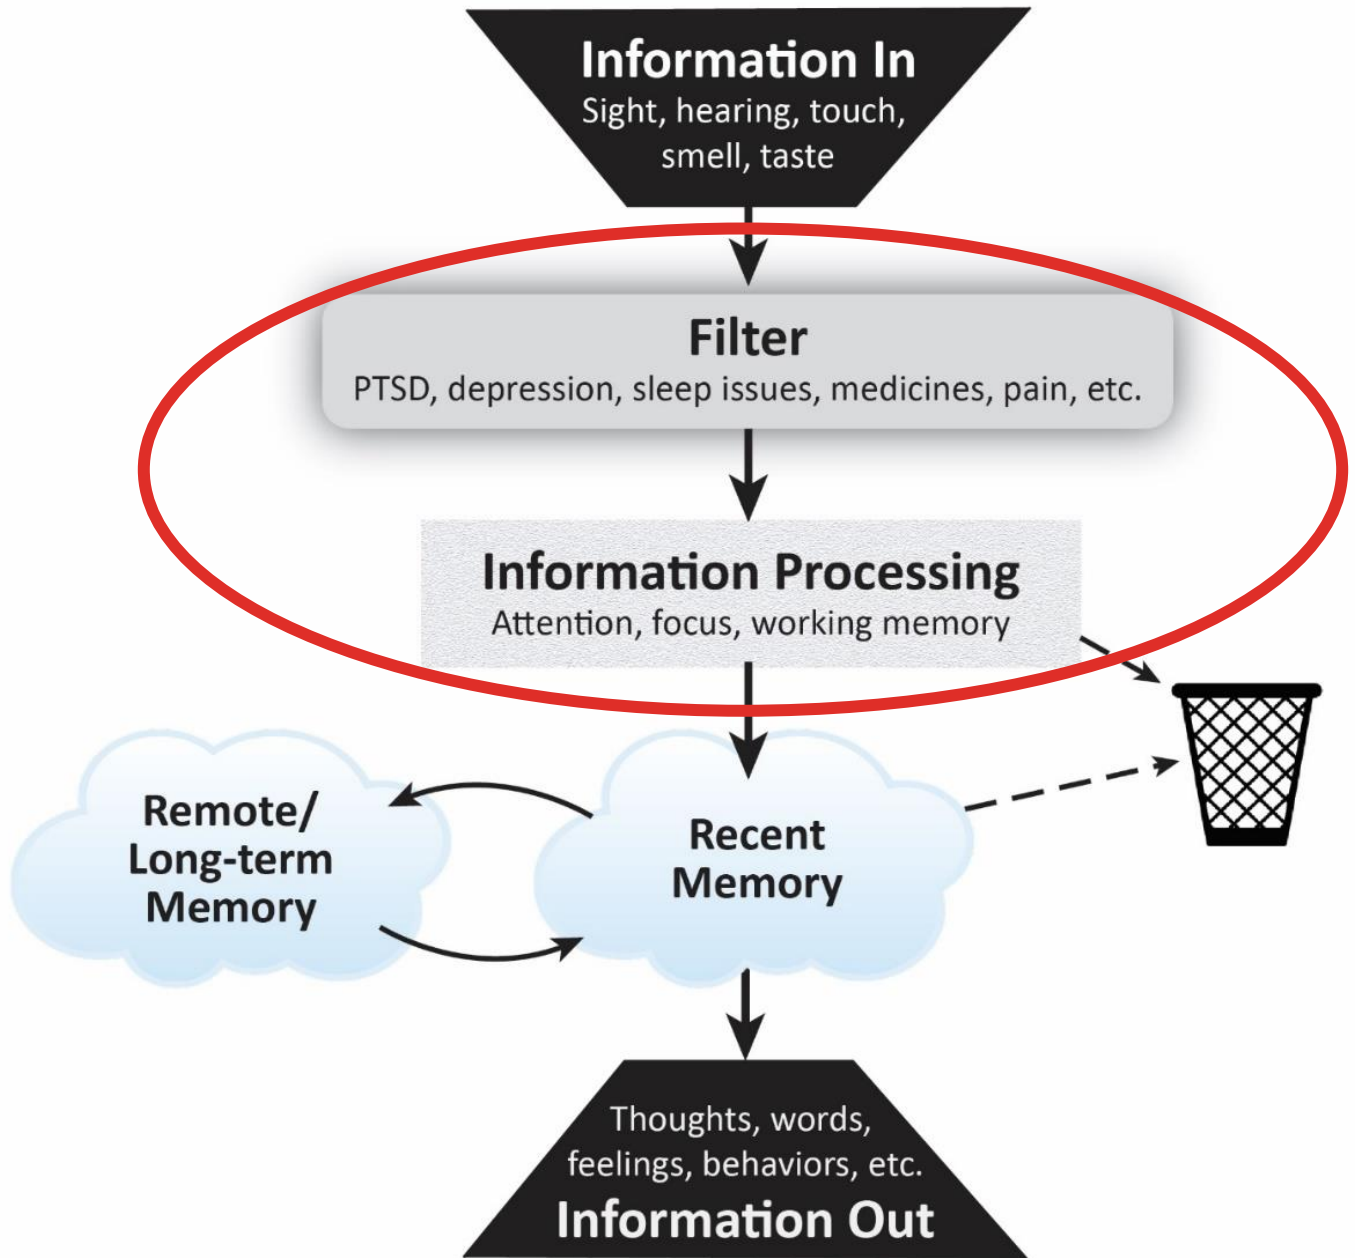 Information In
Sight, hearing, touch,
smell, taste
Filter
PTSD, depression, sleep issues, medicines, pain, etc.
Information Processing
Attention, focus, working memory
Remote/
Long-term
Memory
Recent
Memory
Thoughts, words,
feelings, behaviors, etc.
Information Out